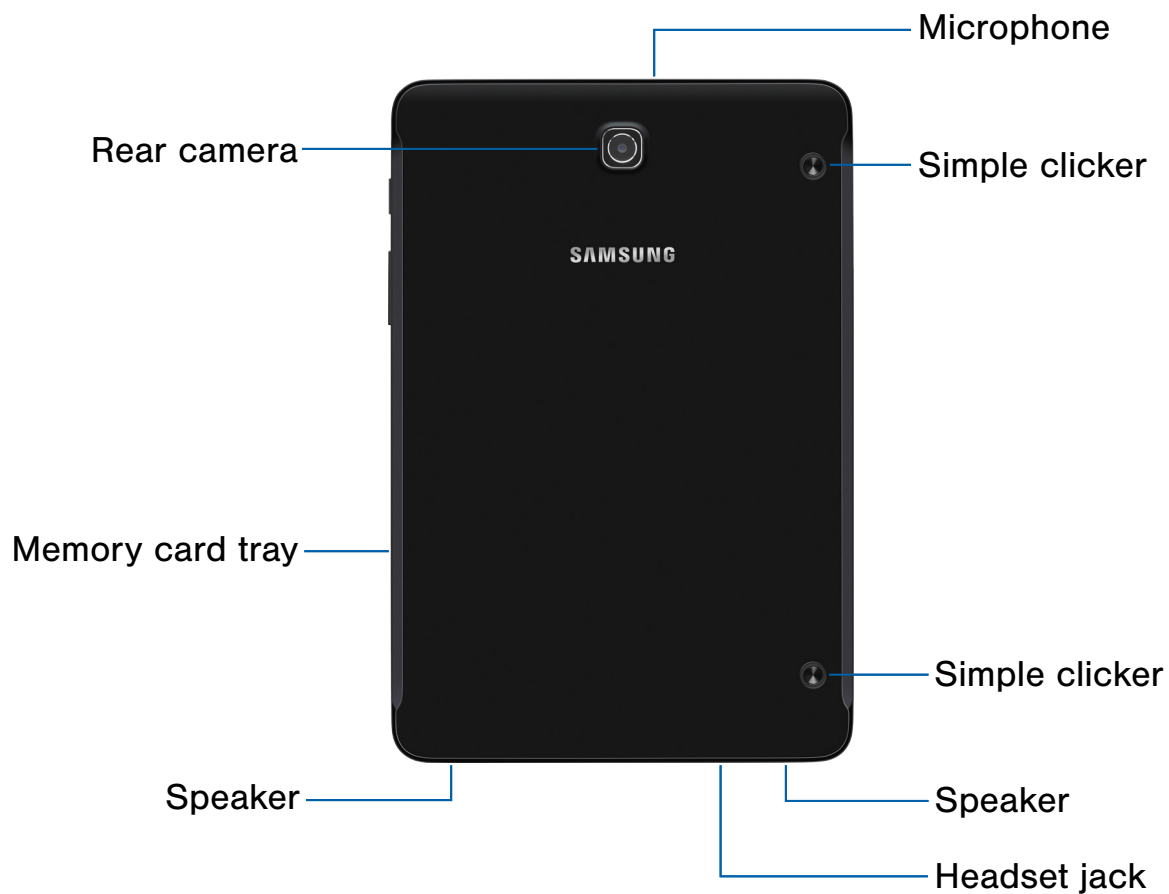 Microphone
Rear camera
Simple clicker
SAMSUNG
Memory card tray
Simple clicker
Speaker
Speaker
Headset jack